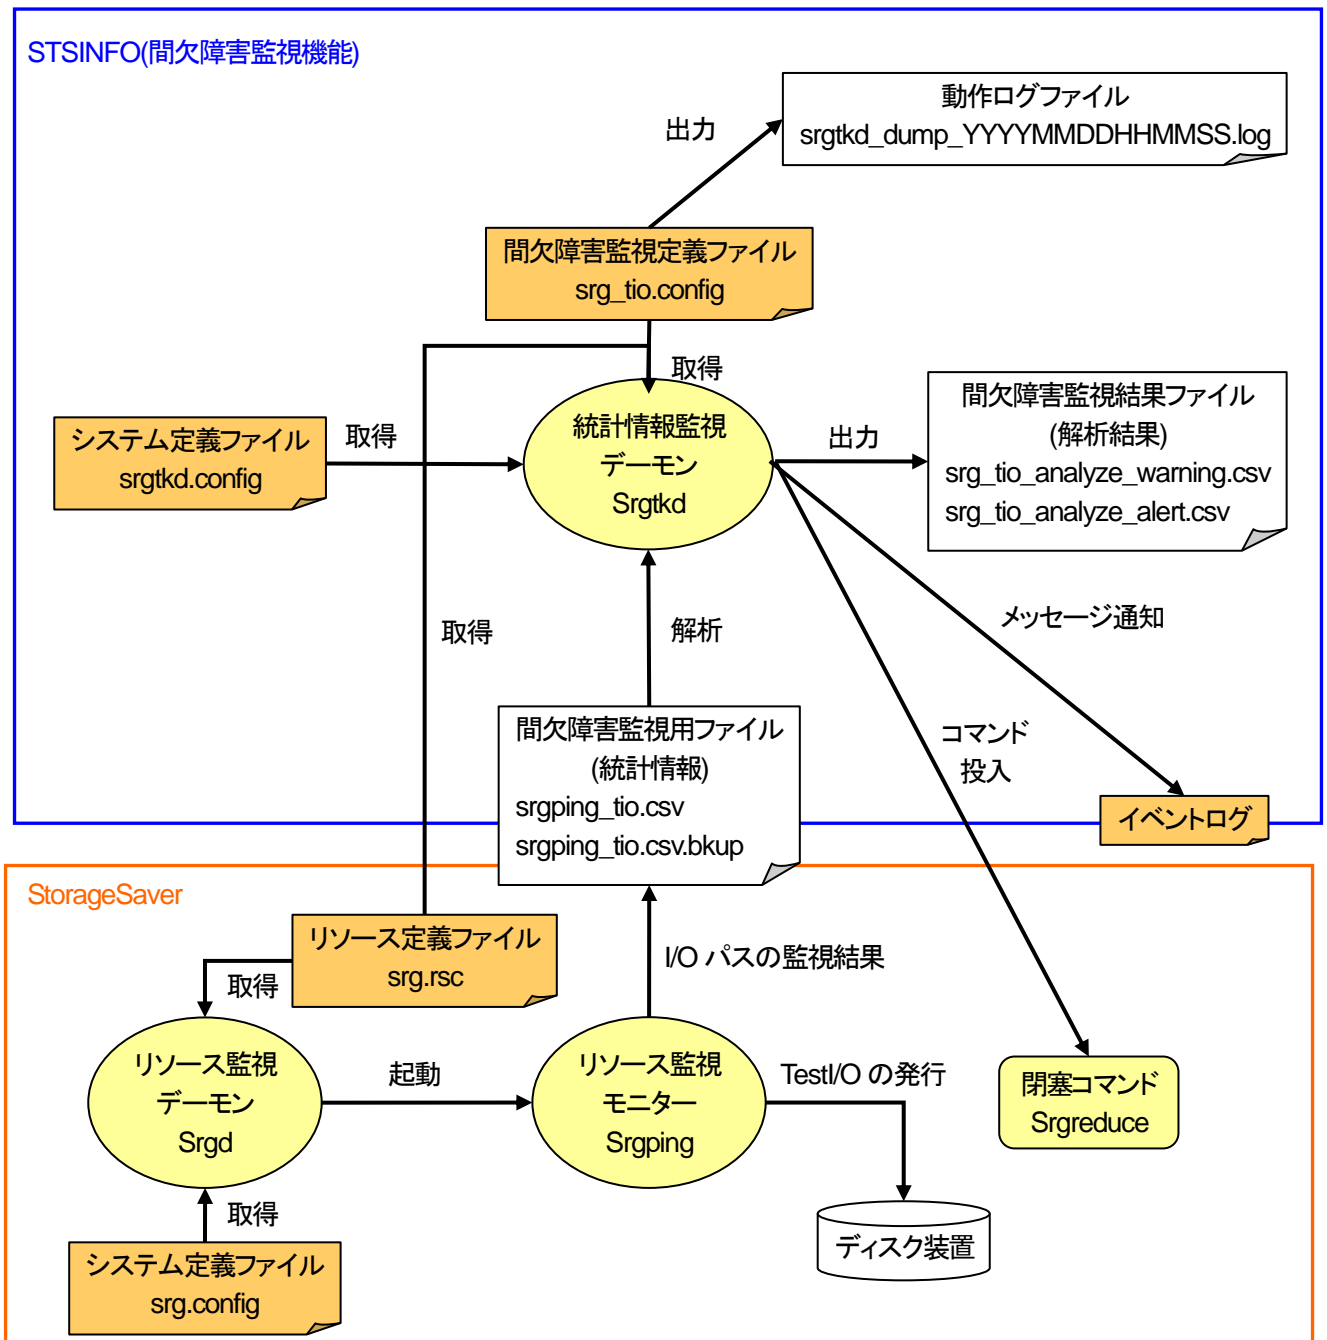 STSINFO(間欠障害監視機能)
動作ログファイル
srgtkd_dump_YYYYMMDDHHMMSS.log
出力
間欠障害監視定義ファイル
srg_tio.config
取得
システム定義ファイル
srgtkd.config
取得
統計情報監視
デーモン
Srgtkd
出力
間欠障害監視結果ファイル
(解析結果)
srg_tio_analyze_warning.csv
srg_tio_analyze_alert.csv
取得
解析
メッセージ通知
間欠障害監視用ファイル
(統計情報)
srgping_tio.csv
srgping_tio.csv.bkup
コマンド
投入
イベントログ
StorageSaver
リソース定義ファイル
srg.rsc
I/O パスの監視結果
取得
リソース監視
デーモン
Srgd
起動
リソース監視
モニター
Srgping
TestI/O の発行
閉塞コマンド
Srgreduce
取得
ディスク装置
システム定義ファイル
srg.config